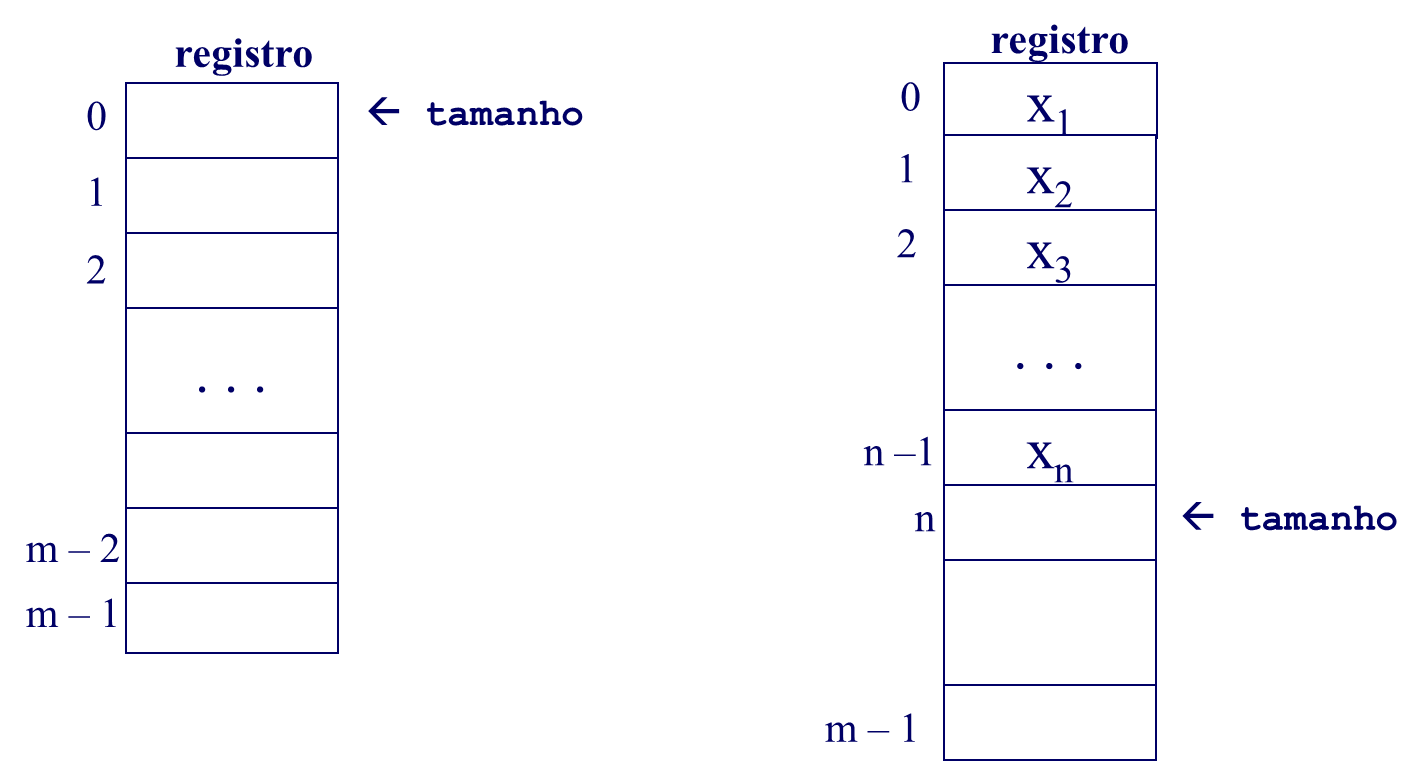 registro
0 ← tamanho
1
2
. . .
m – 2
m – 1
registro
0 x₁
1 x₂
2 x₃
. . .
n –1 xₙ
n ← tamanho
m – 1